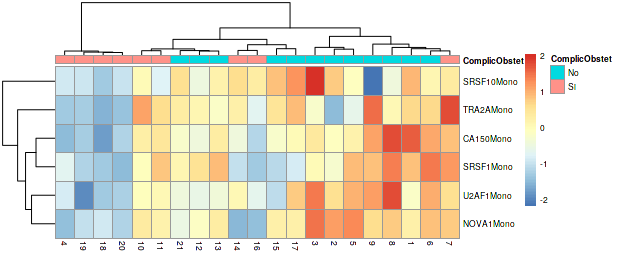 ComplicObstet
SRSF10Mono
TRA2AMono
CA150Mono
SRSF1Mono
U2AF1Mono
NOVA1Mono
4 19 18 20 10 11 21 12 13 14 16 15 17 3 2 5 9 8 1 6 7
2
1
0
-1
-2
ComplicObstet
No
Si